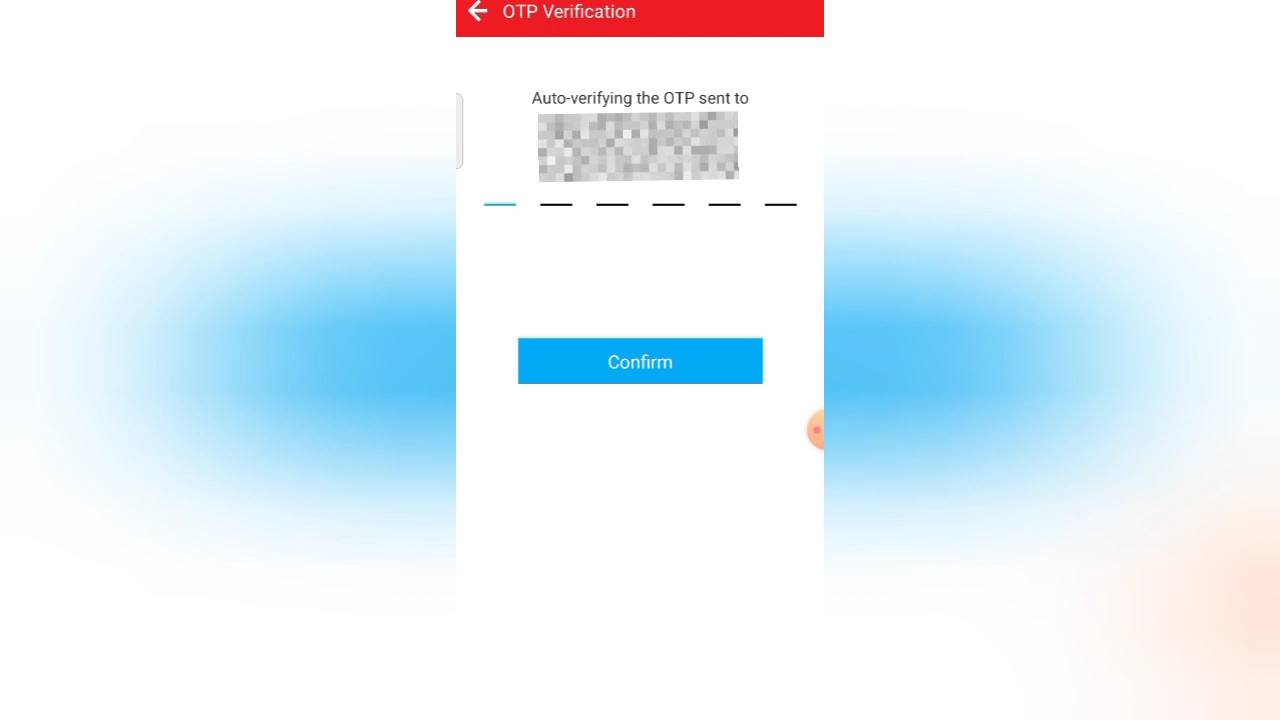 OTP Verification
Auto-verifying the OTP sent to
Confirm